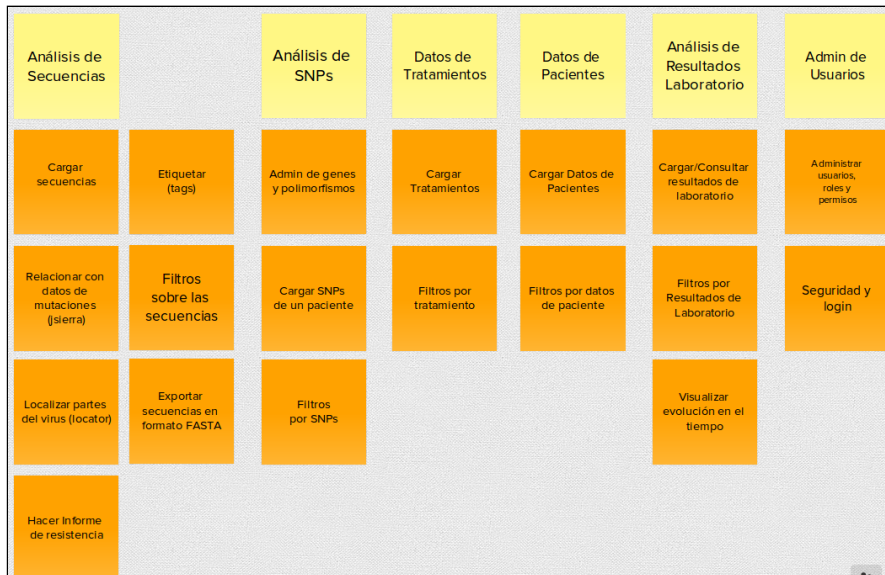 Análisis de
Secuencias
Análisis de
SNPs
Datos de
Tratamientos
Datos de
Pacientes
Análisis de
Resultados
Laboratorio
Admin de
Usuarios
Cargar
secuencias
Etiquetar
(tags)
Admin de genes
y polimorfismos
Cargar
Tratamientos
Cargar Datos de
Pacientes
Cargar/Consultar
resultados de
laboratorio
Administrar
usuarios,
roles y
permisos
Relacionar con
datos de
mutaciones
(jsierra)
Filtros
sobre las
secuencias
Cargar SNPs
de un paciente
Filtros por
tratamiento
Filtros por datos
de paciente
Filtros por
Resultados de
Laboratorio
Seguridad y
login
Localizar partes
del virus (locator)
Exportar
secuencias en
formato FASTA
Filtros
por SNPs
Visualizar
evolución en el
tiempo
Hacer Informe
de resistencia